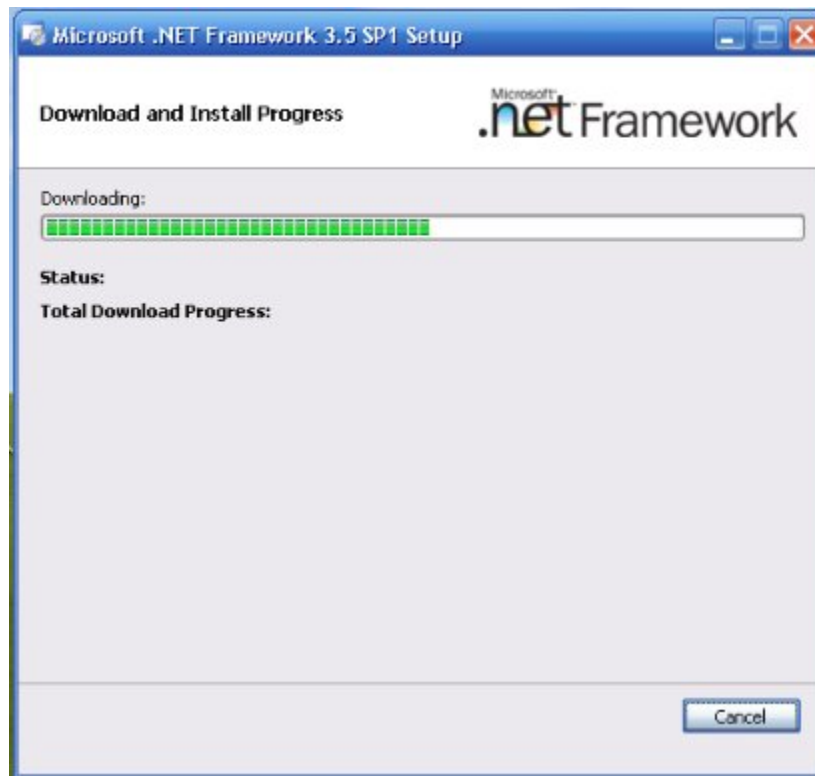 Microsoft .NET Framework 3.5 SP1 Setup
Download and Install Progress
Microsoft
.net Framework
Downloading:
Status:
Total Download Progress:
Cancel